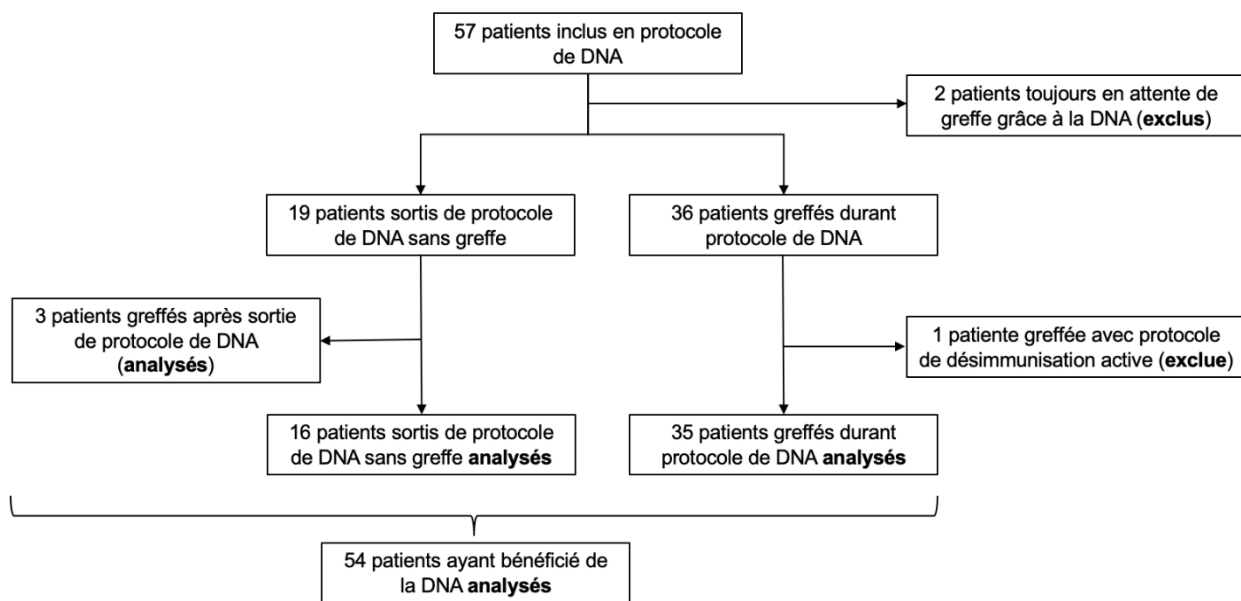 57 patients inclus en protocole
de DNA
2 patients toujours en attente de
greffe grâce à la DNA (exclus)
19 patients sortis de protocole
de DNA sans greffe
36 patients greffés durant
protocole de DNA
3 patients greffés après sortie
de protocole de DNA
(analysés)
1 patiente greffée avec protocole
de désimmunisation active (exclue)
16 patients sortis de protocole
de DNA sans greffe analysés
35 patients greffés durant
protocole de DNA analysés
54 patients ayant bénéficié de
la DNA analysés